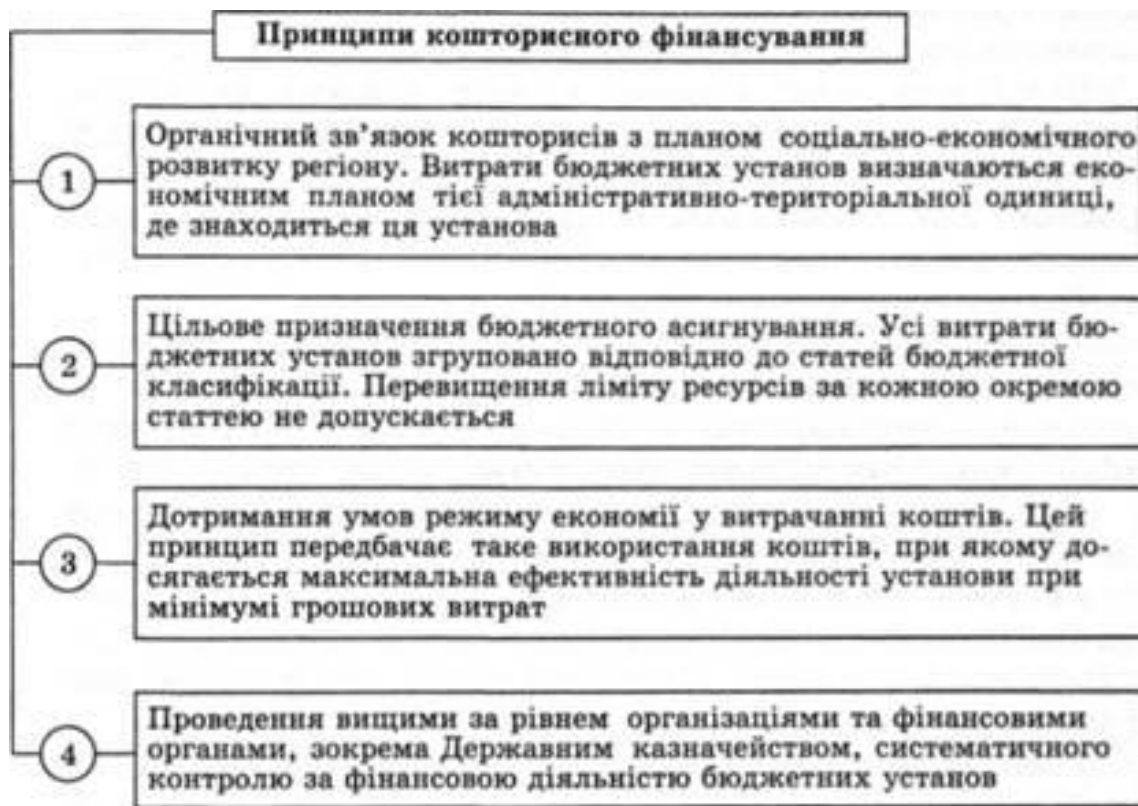 Принципи кошторисного фінансування
1
Органічний зв’язок кошторисів з планом соціально-економічного
розвитку регіону. Витрати бюджетних установ визначаються еко-
номічним планом тієї адміністративно-територіальної одиниці,
де знаходиться ця установа
2
Цільове призначення бюджетного асигнування. Усі витрати бю-
джетних установ згруповано відповідно до статей бюджетної
класифікації. Перевищення ліміту ресурсів за кожною окремою
статтею не допускається
3
Дотримання умов режиму економії у витрачанні коштів. Цей
принцип передбачає таке використання коштів, при якому до-
сягається максимальна ефективність діяльності установи при
мінімумі грошових витрат
4
Проведення вищими за рівнем організаціями та фінансовими
органами, зокрема Державним казначейством, систематичного
контролю за фінансовою діяльністю бюджетних установ